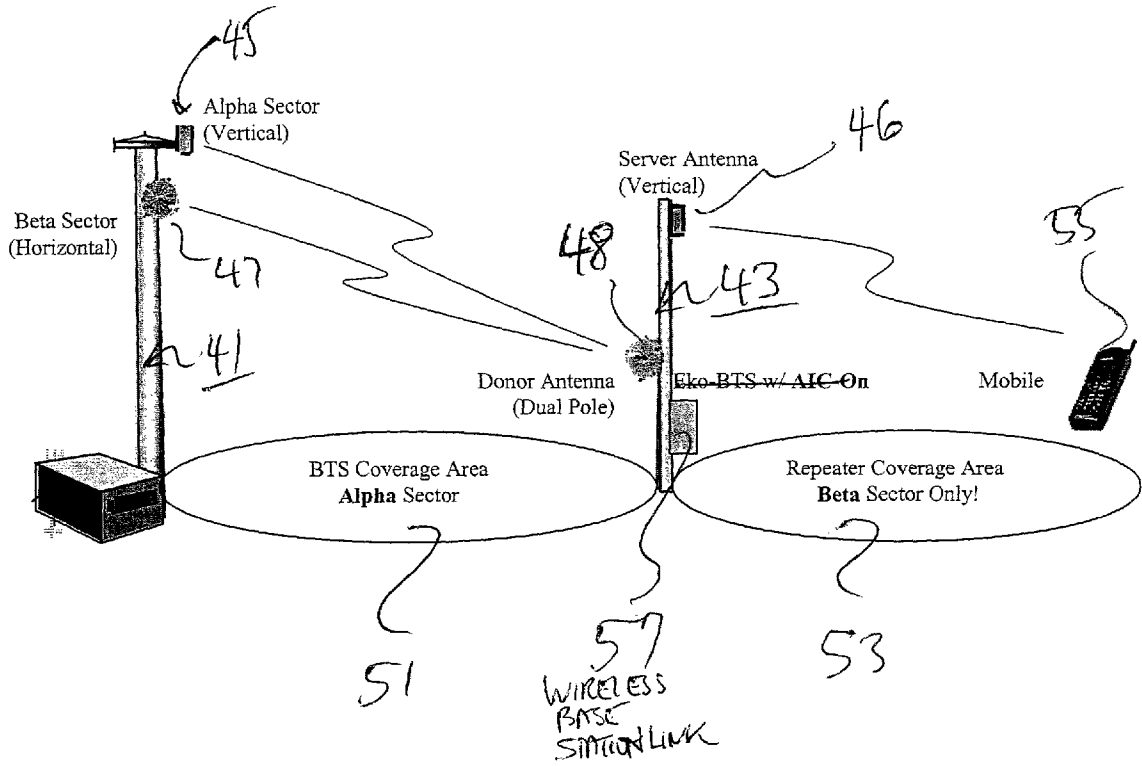 45
Alpha Sector
(Vertical)
46
Server Antenna
(Vertical)
55
Beta Sector
(Horizontal)
47
48
43
41
Donor Antenna
(Dual Pole)
Eko-BTS w/ AIC-On
Mobile
BTS Coverage Area
Alpha Sector
Repeater Coverage Area
Beta Sector Only!
51
57
WIRELESS
BASE
STATION LINK
53